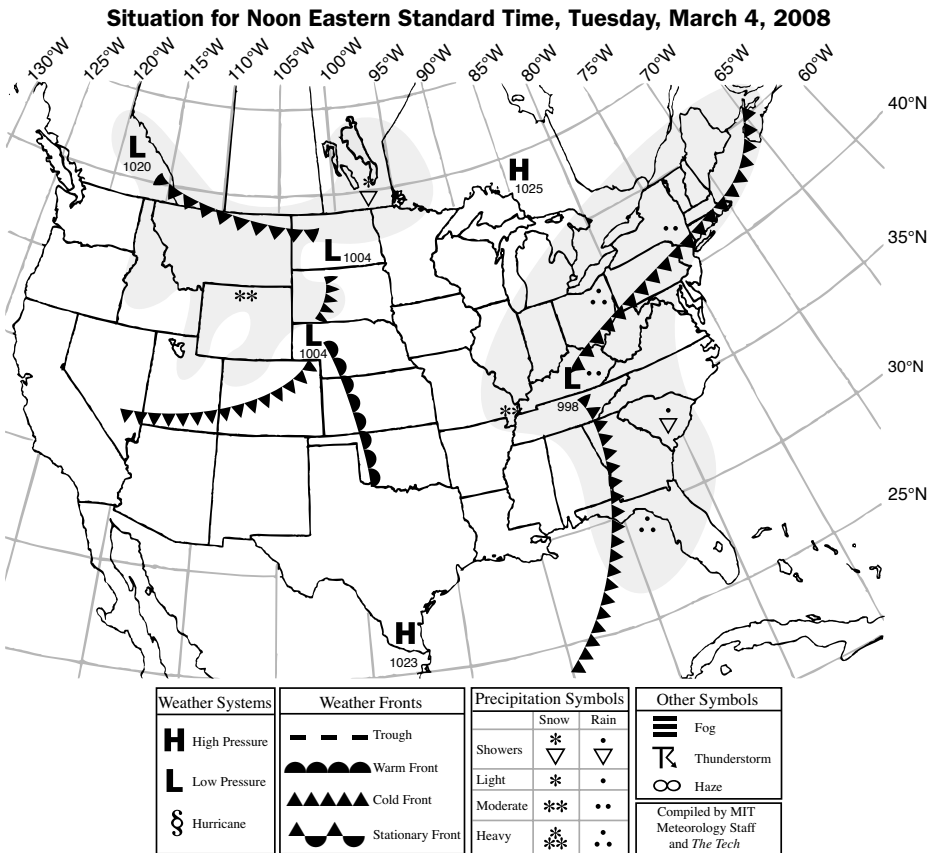 Situation for Noon Eastern Standard Time, Tuesday, March 4, 2008
130°W 125°W 120°W 115°W 110°W 105°W 100°W 95°W 90°W 85°W 80°W 75°W 70°W 65°W 60°W
40°N
35°N
30°N
25°N
L
1020
H
1025
L 1004
L
1004
L
998
H
1023
Weather Systems
H High Pressure
L Low Pressure
§ Hurricane
Weather Fronts
Trough
Warm Front
Cold Front
Stationary Front
Precipitation Symbols
Snow Rain
Showers
Light
Moderate
Heavy
Other Symbols
Fog
Thunderstorm
Haze
Compiled by MIT
Meteorology Staff
and The Tech